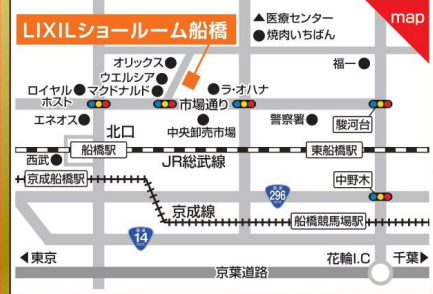 LIXILショールーム船橋
▲医療センター
●焼肉いちばん
map
オリックス●
ウエルシア●
ロイヤル●
ホスト
マクドナルド●
●ラ・オハナ
福一●
市場通り
エネオス●
北口
中央卸売市場
警察署●
駿河台
船橋駅
JR総武線
東船橋駅
西武●
京成船橋駅
中野木
国道
296
京成線
船橋競馬場駅
国道
14
◀東京
花輪I.C
千葉▶
京葉道路